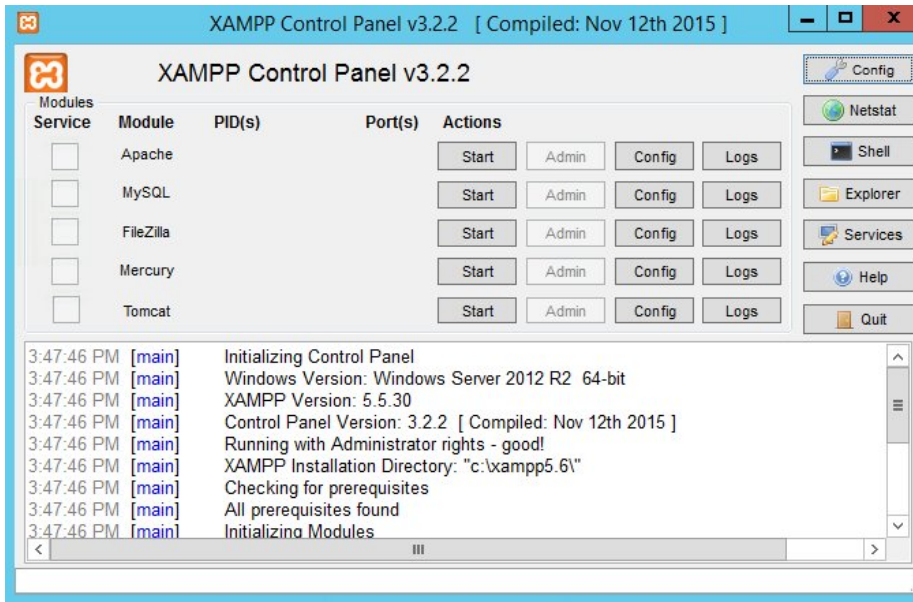 XAMPP Control Panel v3.2.2 [ Compiled: Nov 12th 2015 ]
XAMPP Control Panel v3.2.2
Config
Modules
Service Module PID(s) Port(s) Actions
Netstat
Apache Start Admin Config Logs
Shell
MySQL Start Admin Config Logs
Explorer
FileZilla Start Admin Config Logs
Services
Mercury Start Admin Config Logs
Help
Tomcat Start Admin Config Logs
Quit
3:47:46 PM [main] Initializing Control Panel
3:47:46 PM [main] Windows Version: Windows Server 2012 R2 64-bit
3:47:46 PM [main] XAMPP Version: 5.5.30
3:47:46 PM [main] Control Panel Version: 3.2.2 [ Compiled: Nov 12th 2015 ]
3:47:46 PM [main] Running with Administrator rights - good!
3:47:46 PM [main] XAMPP Installation Directory: "c:\xampp5.6\"
3:47:46 PM [main] Checking for prerequisites
3:47:46 PM [main] All prerequisites found
3:47:46 PM [main] Initializing Modules